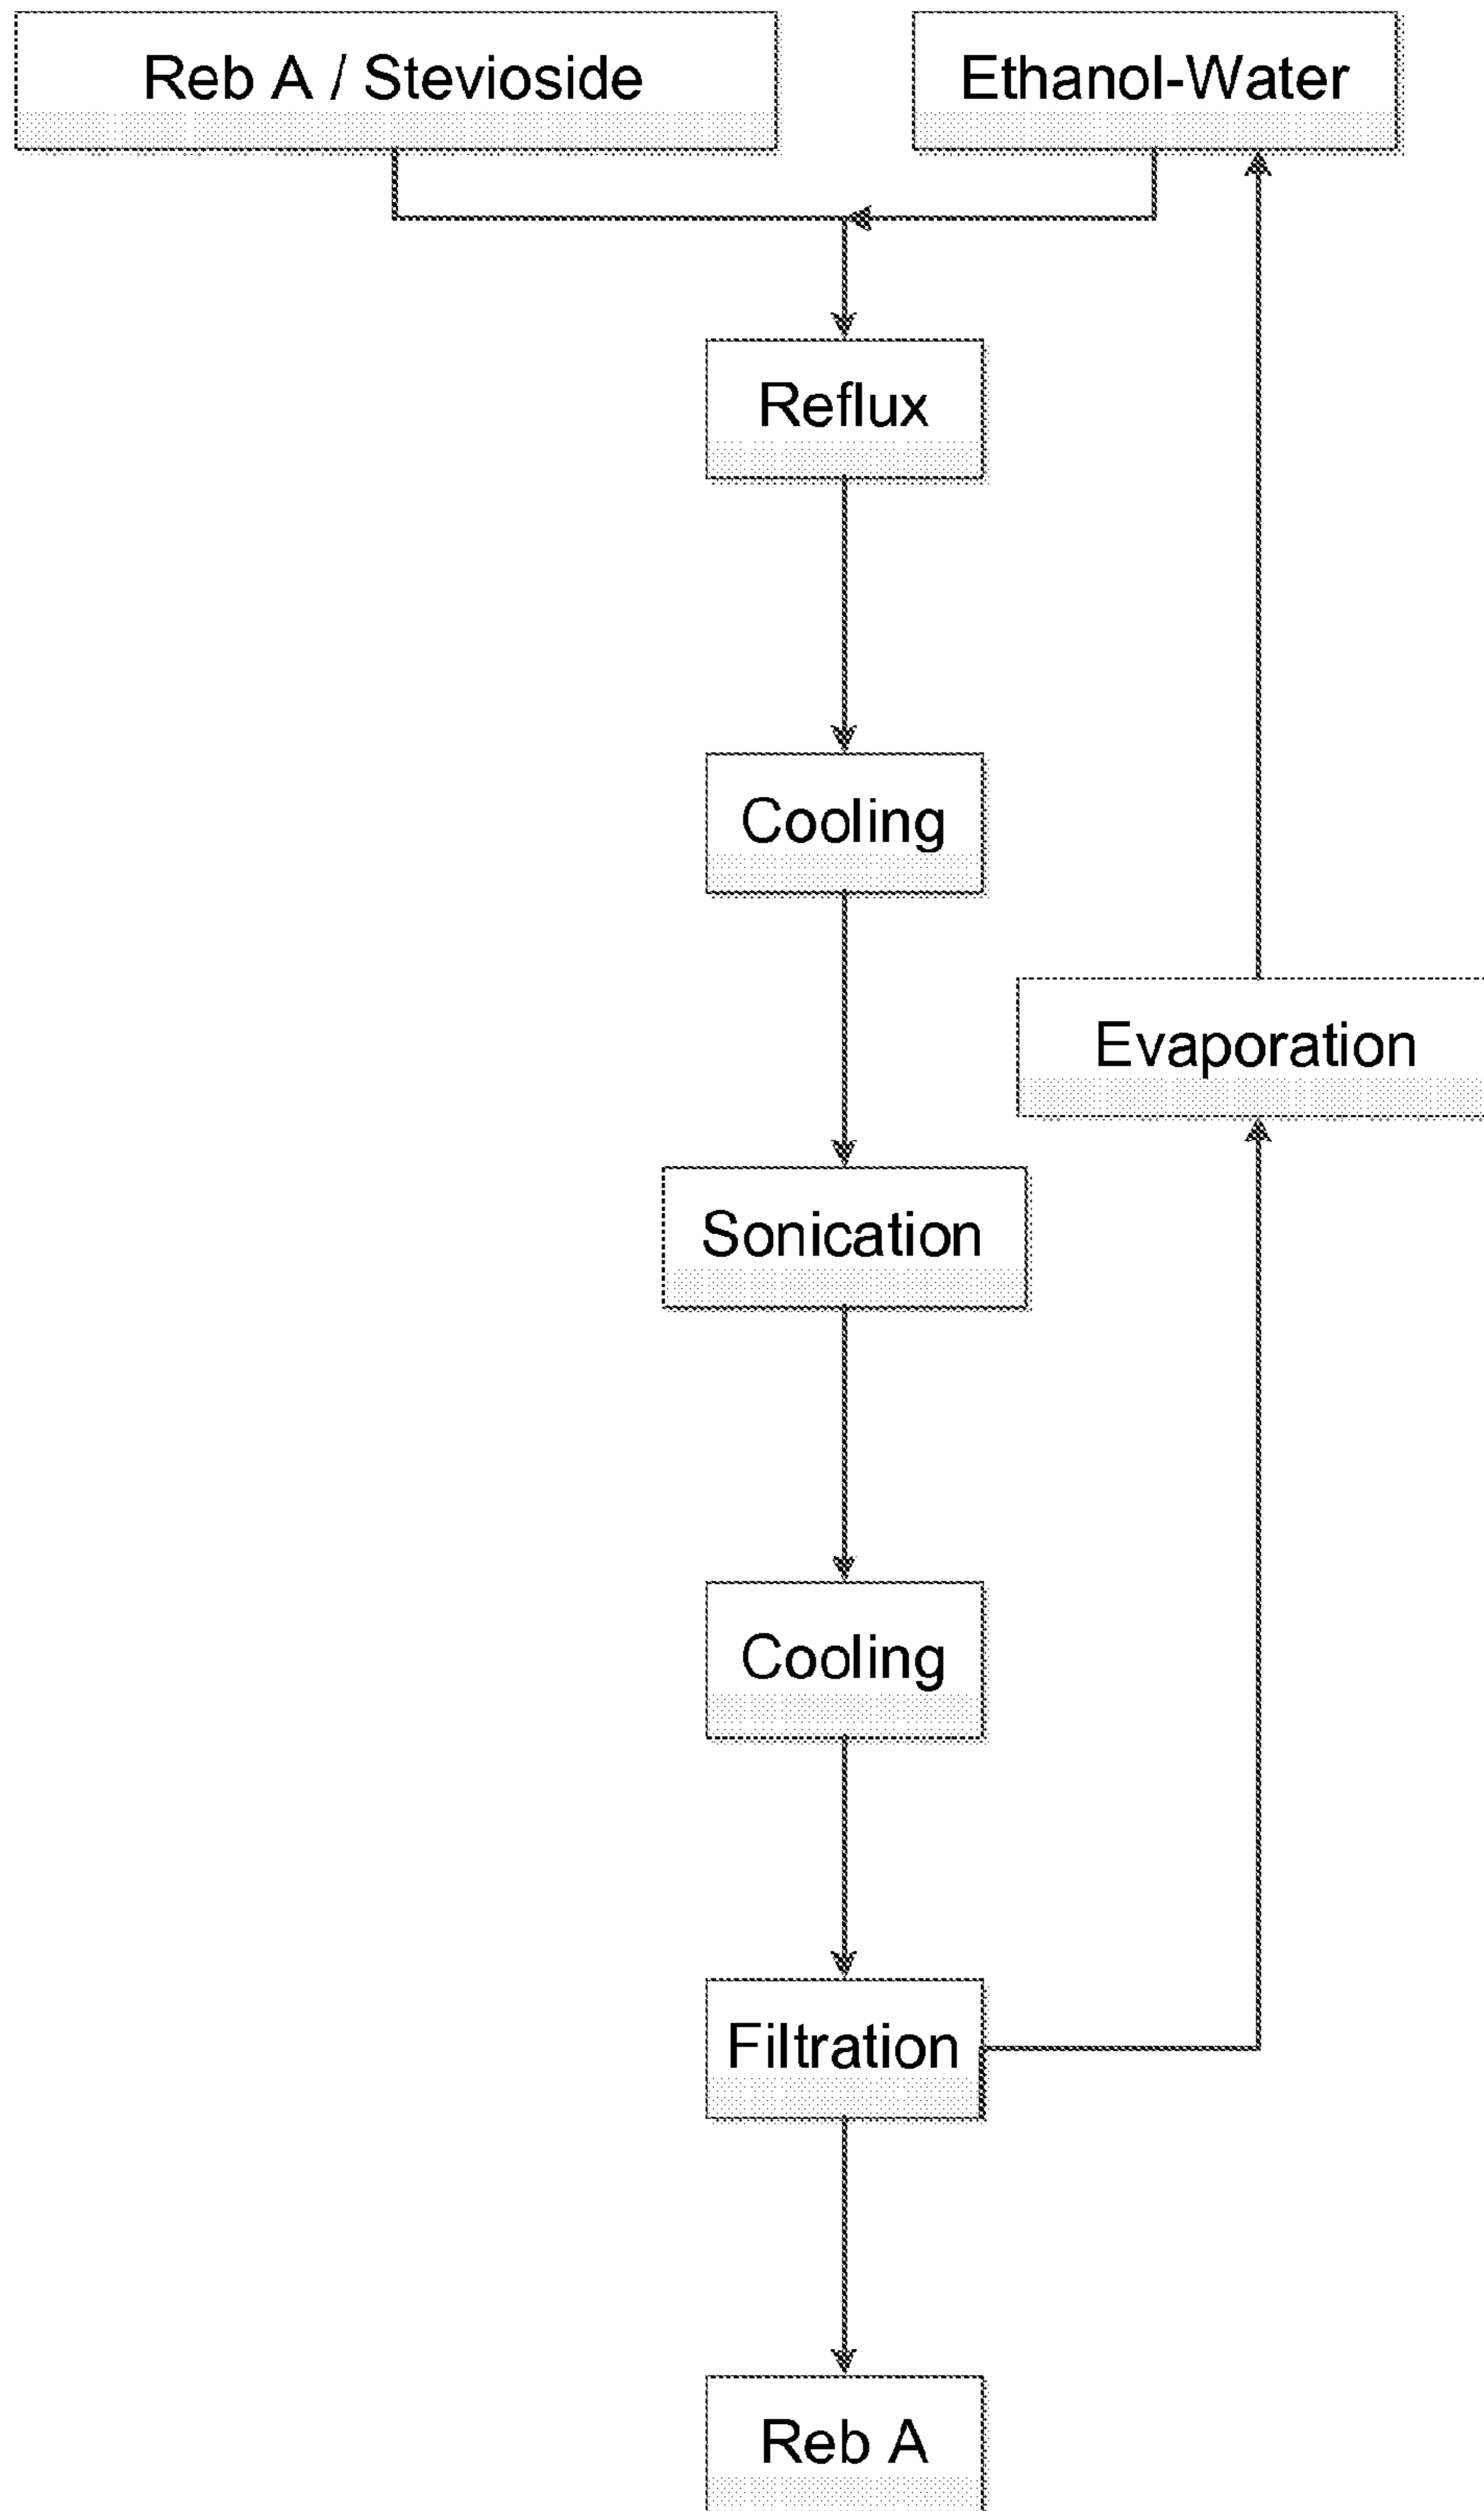 Reb A / Stevioside
Ethanol-Water
Reflux
Cooling
Evaporation
Sonication
Cooling
Filtration
Reb A